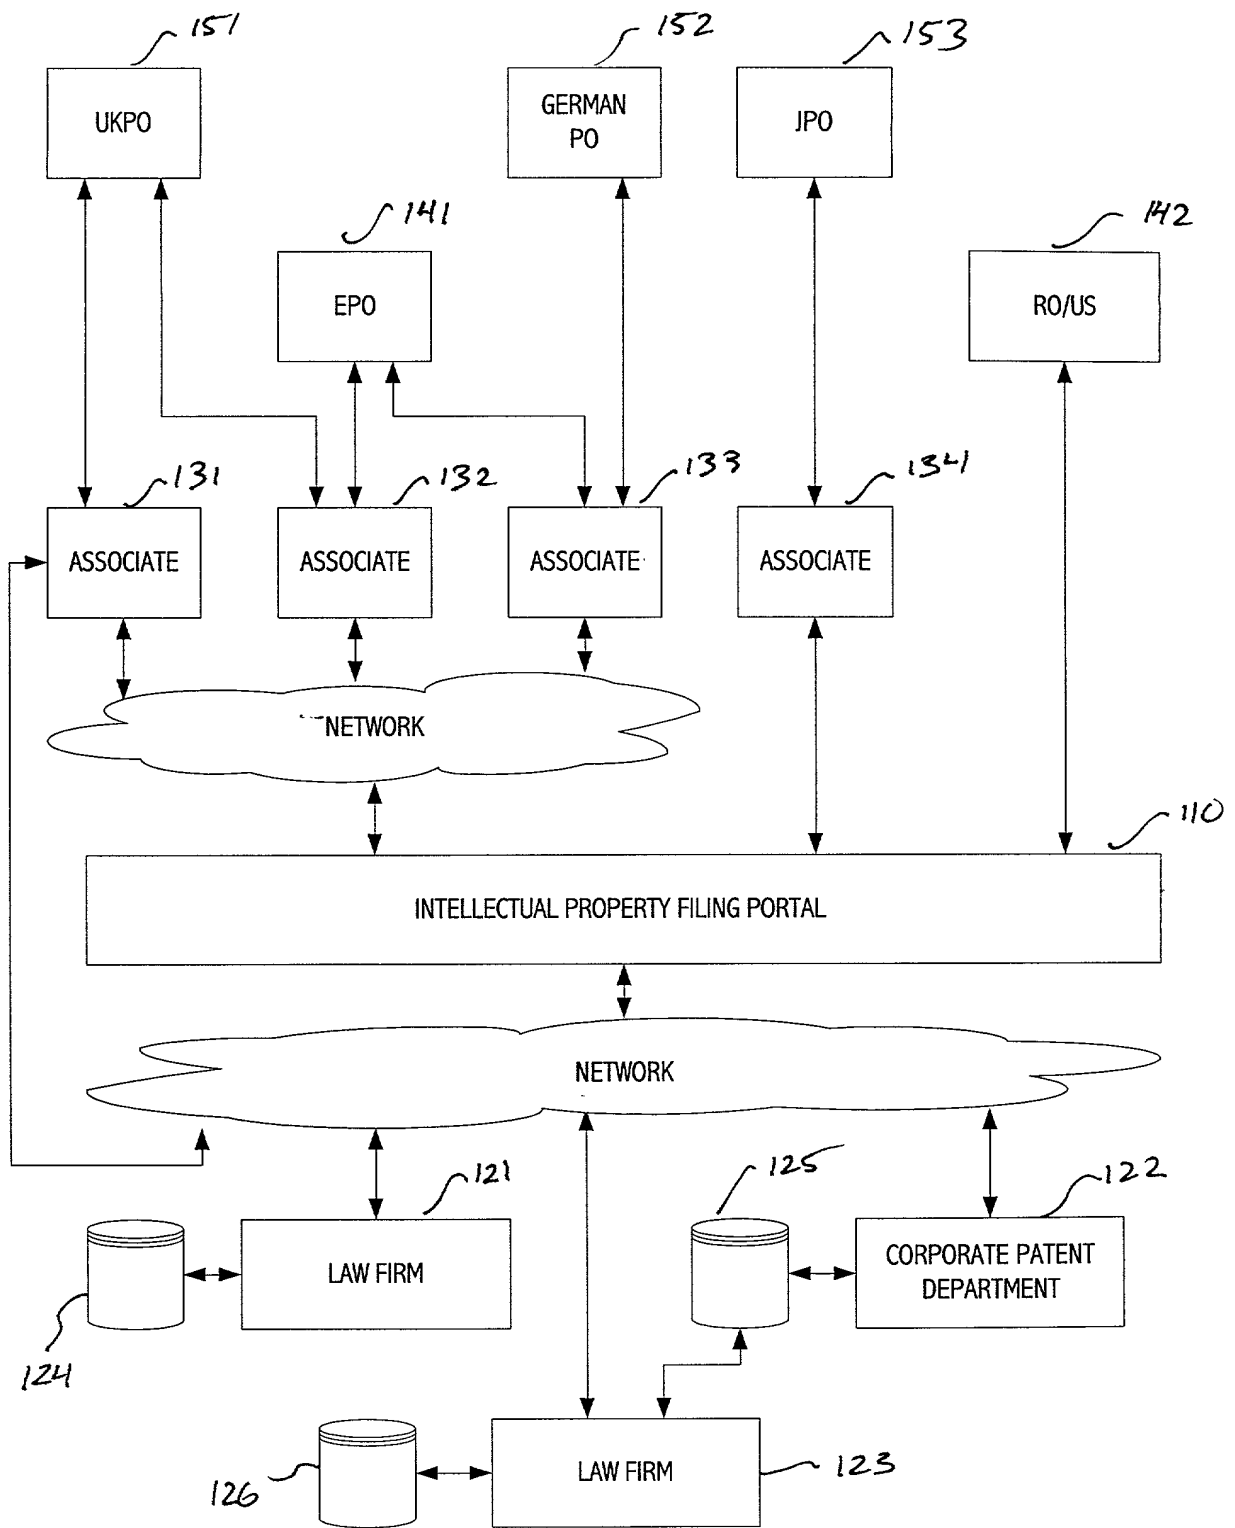 151
152
153
UKPO
GERMAN
PO
JPO
141
142
EPO
RO/US
131
132
133
134
ASSOCIATE
ASSOCIATE
ASSOCIATE
ASSOCIATE
NETWORK
110
INTELLECTUAL PROPERTY FILING PORTAL
NETWORK
121
125
122
LAW FIRM
CORPORATE PATENT
DEPARTMENT
124
126
LAW FIRM
123